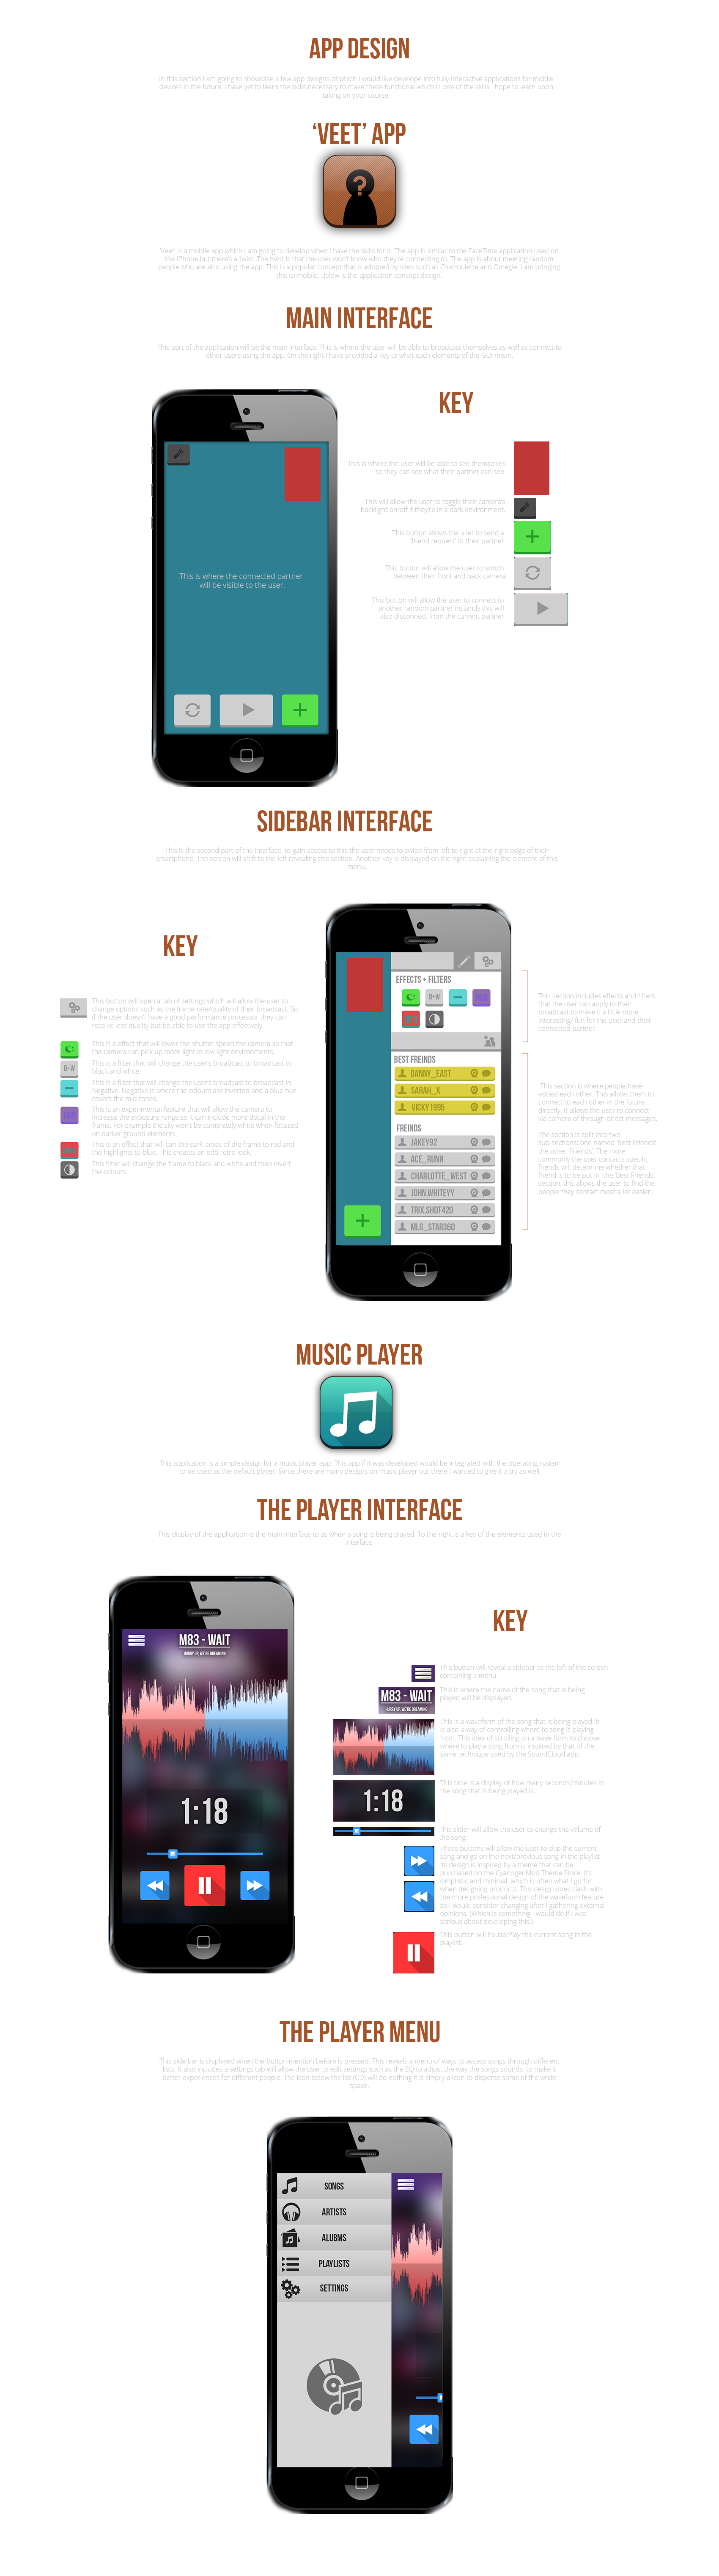 APP DESIGN
In this section I am going to showcase a few app designs of which I would like develope into fully interactive applications for mobile
devices in the future. I have yet to learn the skills necessary to make these functional which is one of the skills I hope to learn upon
taking on your course.
'VEET' APP
?
'Veet' is a mobile app which I am going to develop when I have the skills for it. The app is similar to the FaceTime application used on
the iPhone but there's a twist. The twist is that the user won't know who they're connecting to. The app is about meeting random
people who are also using the app. This is a popular concept that is adopted by sites such as Chatroulette and Omegle. I am bringing
this to mobile. Below is the application concept design.
MAIN INTERFACE
This part of the application will be the main interface. This is where the user will be able to broadcast themselves as well as connect to
other users using the app. On the right I have provided a key to what each elements of the GUI mean.
This is where the connected partner
will be visible to the user.
KEY
This is where the user will be able to see themselves
so they can see what their partner can see.
This will allow the user to toggle their camera's
backlight on/off if they're in a dark environment.
This button allows the user to send a
'friend request' to their partner.
This button will allow the user to switch
between their front and back camera
This button will allow the user to connect to
another random partner instantly, this will
also disconnect from the current partner.
SIDEBAR INTERFACE
This is the second part of the interface, to gain access to this the user needs to swipe from left to right at the right edge of their
smartphone. The screen will shift to the left revealing this section. Another key is displayed on the right explaining the element of this
menu.
KEY
This button will open a tab of settings which will allow the user to
change options such as the frame rate/quality of their broadcast. So
if the user doesn't have a good performance processor they can
receive less quality but be able to use the app effectively.
This is a effect that will lower the shutter speed the camera so that
the camera can pick up more light in low light environments.
B+W
This is a filter that will change the user's broadcast to broadcast in
black and white.
This is a filter that will change the user's broadcast to broadcast in
Negative. Negative is where the colours are inverted and a blue hue
covers the mid-tones.
This is an experimental feature that will allow the camera to
increase the exposure range so it can include more detail in the
frame. For example the sky won't be completely white when focused
on darker ground elements.
This is an effect that will can the dark areas of the frame to red and
the highlights to blue. This creates an odd retro look.
This filter will change the frame to black and white and then invert
the colours.
EFFECTS + FILTERS
B+W
BEST FREINDS
DANNY_EAST
SARAH_X
VICKY1995
FREINDS
JAKEY92
ACE_RUNN
CHARLOTTE_WEST
JOHN.WHITEYY
TRIX.SHOT420
MLG_STAR360
This section includes effects and filters
that the user can apply to their
broadcast to make it a little more
interesting/ fun for the user and their
connected partner.
This section is where people have
added each other. This allows them to
connect to each other in the future
directly, it allows the user to connect
via camera of through direct messages.
The section is split into two
sub-sections; one named 'Best Friends'
the other 'Friends'. The more
commonly the user contacts specific
friends will determine whether that
friend is to be put in the 'Best Friends'
section, this allows the user to find the
people they contact most a lot easier.
MUSIC PLAYER
This application is a simple design for a music player app. This app if it was developed would be integrated with the operating system
to be used as the default player. Since there are many designs on music player out there I wanted to give it a try as well.
THE PLAYER INTERFACE
This display of the application is the main interface to as when a song is being played. To the right is a key of the elements used in the
interface.
M83 - WAIT
HURRY UP, WE'RE DREAMING
1:18
KEY
This button will reveal a sidebar to the left of the screen
containing a menu.
M83 - WAIT
HURRY UP, WE'RE DREAMING
This is where the name of the song that is being
played will be displayed
This is a waveform of the song that is being played. It
is also a way of controlling where to song is playing
from. This idea of scrolling on a wave form to choose
where to play a song from is inspired by that of the
same technique used by the SoundCloud app.
1:18
This time is a display of how many seconds/minutes in
the song that is being played is.
This slider will allow the user to change the volume of
the song.
These buttons will allow the user to skip the current
song and go on the next/previous song in the playlist.
Its design is inspired by a theme that can be
purchased on the CyanogenMod Theme Store. It's
simplistic and minimal, which is often what I go for
when designing products. This design does clash with
the more professional design of the waveform feature
so I would consider changing after I gathering external
opinions. (Which is something I would do if I was
serious about developing this.)
This button will Pause/Play the current song in the
playlist.
THE PLAYER MENU
This side bar is displayed when the button mention before is pressed. This reveals a menu of ways to access songs through different
lists. It also includes a settings tab will allow the user to edit settings such as the EQ to adjust the way the songs sounds, to make it
better experiences for different people. The icon below the list (CD) will do nothing it is simply a icon to disperse some of the white
space.
SONGS
ARTISTS
ALUBMS
PLAYLISTS
SETTINGS